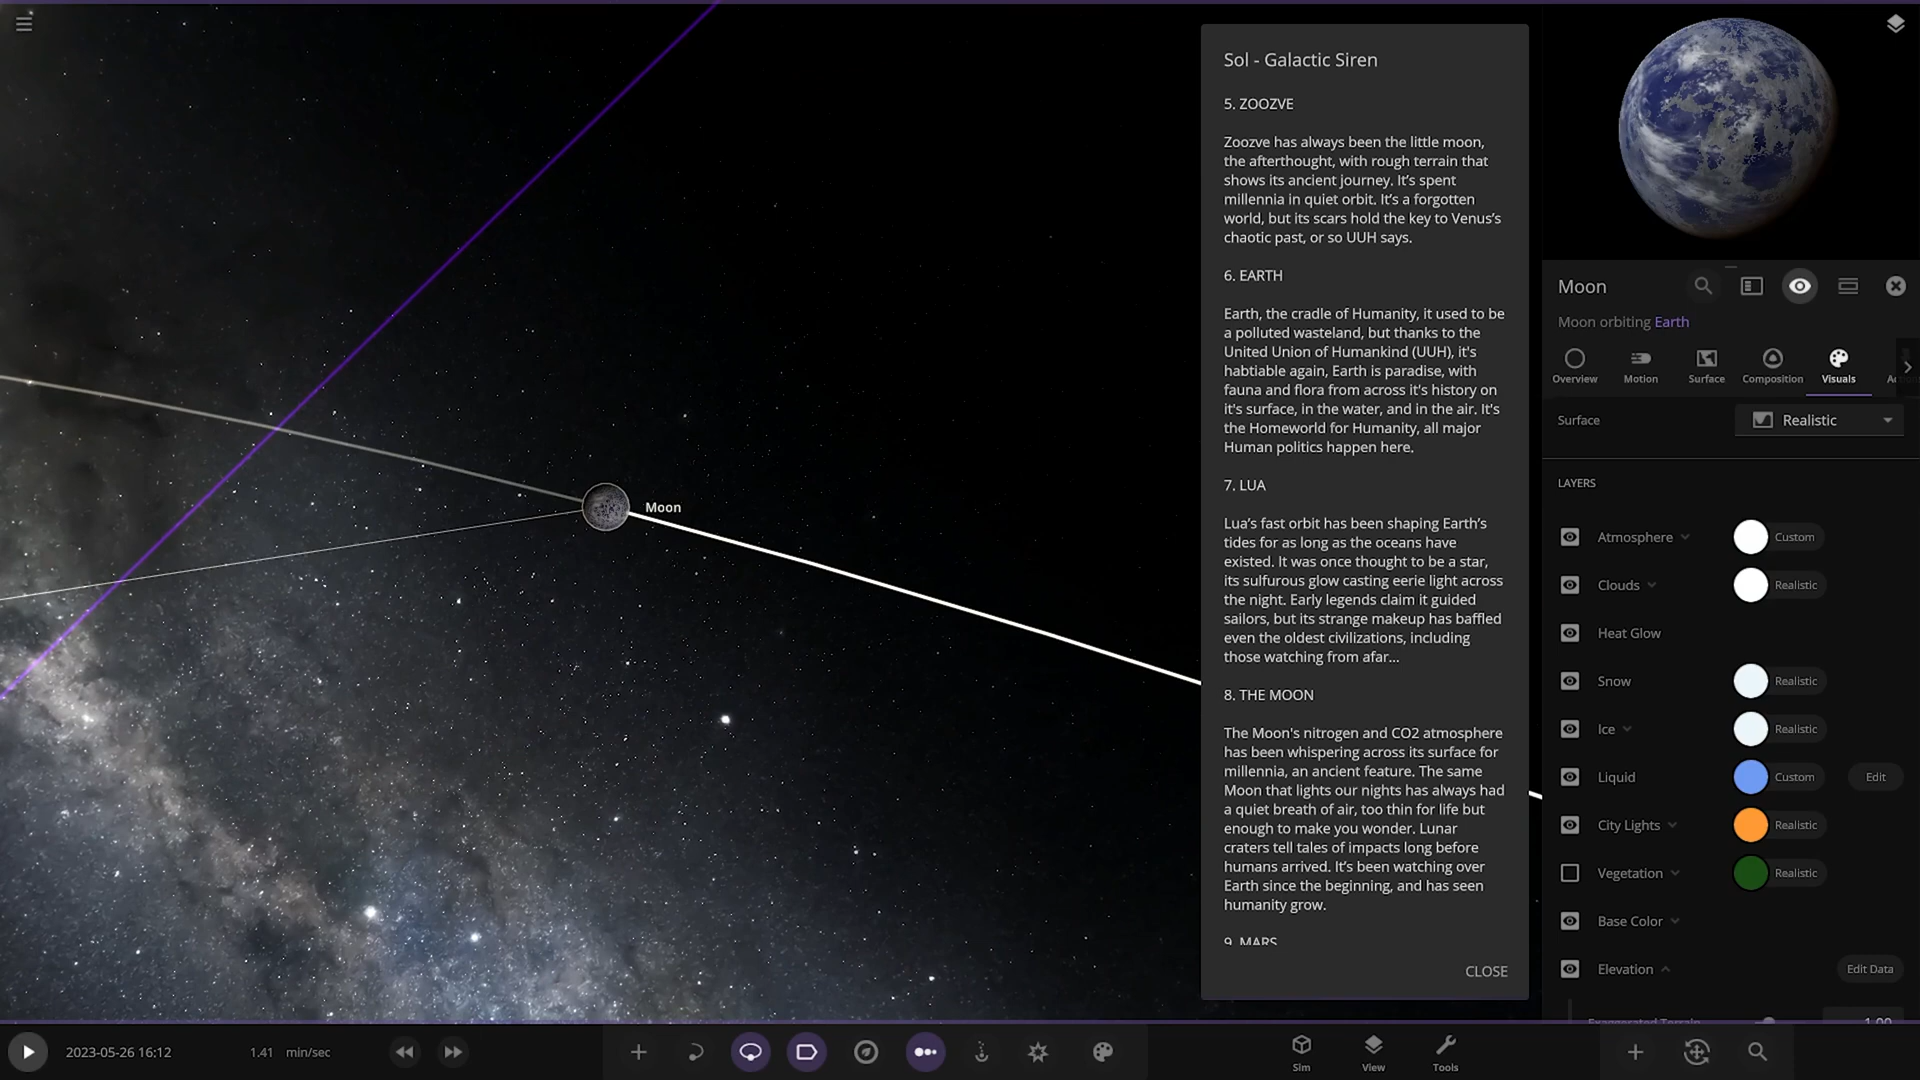 Moon
Sol - Galactic Siren
5. ZOOZVE
Zoozve has always been the little moon,
the afterthought, with rough terrain that
shows its ancient journey. It’s spent
millennia in quiet orbit. It’s a forgotten
world, but its scars hold the key to Venus’s
chaotic past, or so UUH says.
6. EARTH
Earth, the cradle of Humanity, it used to be
a polluted wasteland, but thanks to the
United Union of Humankind (UUH), it's
habtiable again, Earth is paradise, with
fauna and flora from across it's history on
it's surface, in the water, and in the air. It's
the Homeworld for Humanity, all major
Human politics happen here.
7. LUA
Lua’s fast orbit has been shaping Earth’s
tides for as long as the oceans have
existed. It was once thought to be a star,
its sulfurous glow casting eerie light across
the night. Early legends claim it guided
sailors, but its strange makeup has baffled
even the oldest civilizations, including
those watching from afar...
8. THE MOON
The Moon's nitrogen and CO2 atmosphere
has been whispering across its surface for
millennia, an ancient feature. The same
Moon that lights our nights has always had
a quiet breath of air, too thin for life but
enough to make you wonder. Lunar
craters tell tales of impacts long before
humans arrived. It’s been watching over
Earth since the beginning, and has seen
humanity grow.
9. MARS
CLOSE
Moon
Moon orbiting Earth
Overview Motion Surface Composition Visuals
Surface Realistic
LAYERS
Atmosphere Custom
Clouds Realistic
Heat Glow
Snow Realistic
Ice Realistic
Liquid Custom Edit
City Lights Realistic
Vegetation Realistic
Base Color
Elevation Edit Data
Exaggerated Terrain 1.00
2023-05-26 16:12 1.41 min/sec
Sim View Tools